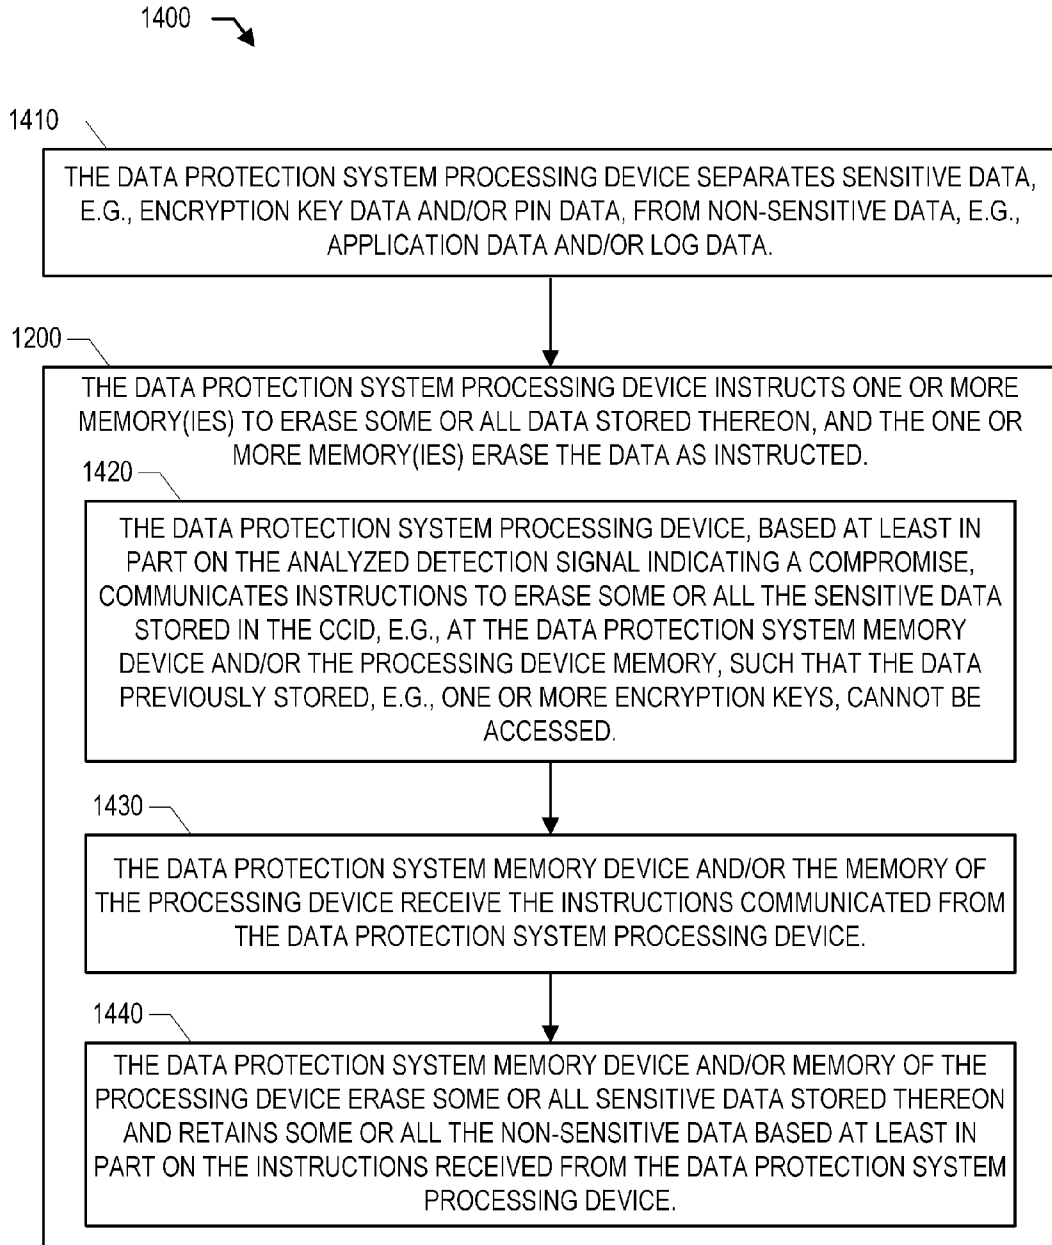 1400
1410
THE DATA PROTECTION SYSTEM PROCESSING DEVICE SEPARATES SENSITIVE DATA,
E.G., ENCRYPTION KEY DATA AND/OR PIN DATA, FROM NON-SENSITIVE DATA, E.G.,
APPLICATION DATA AND/OR LOG DATA.
1200
THE DATA PROTECTION SYSTEM PROCESSING DEVICE INSTRUCTS ONE OR MORE
MEMORY(IES) TO ERASE SOME OR ALL DATA STORED THEREON, AND THE ONE OR
MORE MEMORY(IES) ERASE THE DATA AS INSTRUCTED.
1420
THE DATA PROTECTION SYSTEM PROCESSING DEVICE, BASED AT LEAST IN
PART ON THE ANALYZED DETECTION SIGNAL INDICATING A COMPROMISE,
COMMUNICATES INSTRUCTIONS TO ERASE SOME OR ALL THE SENSITIVE DATA
STORED IN THE CCID, E.G., AT THE DATA PROTECTION SYSTEM MEMORY
DEVICE AND/OR THE PROCESSING DEVICE MEMORY, SUCH THAT THE DATA
PREVIOUSLY STORED, E.G., ONE OR MORE ENCRYPTION KEYS, CANNOT BE
ACCESSED.
1430
THE DATA PROTECTION SYSTEM MEMORY DEVICE AND/OR THE MEMORY OF
THE PROCESSING DEVICE RECEIVE THE INSTRUCTIONS COMMUNICATED FROM
THE DATA PROTECTION SYSTEM PROCESSING DEVICE.
1440
THE DATA PROTECTION SYSTEM MEMORY DEVICE AND/OR MEMORY OF THE
PROCESSING DEVICE ERASE SOME OR ALL SENSITIVE DATA STORED THEREON
AND RETAINS SOME OR ALL THE NON-SENSITIVE DATA BASED AT LEAST IN
PART ON THE INSTRUCTIONS RECEIVED FROM THE DATA PROTECTION SYSTEM
PROCESSING DEVICE.